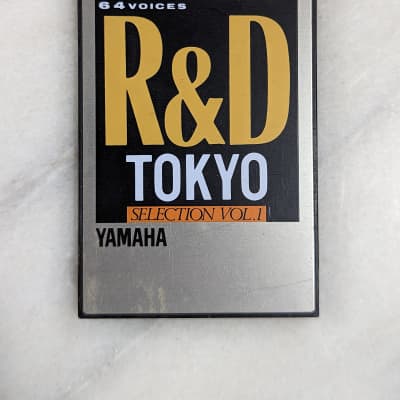 64 VOICES
R&D
TOKYO
SELECTION VOL.1
YAMAHA